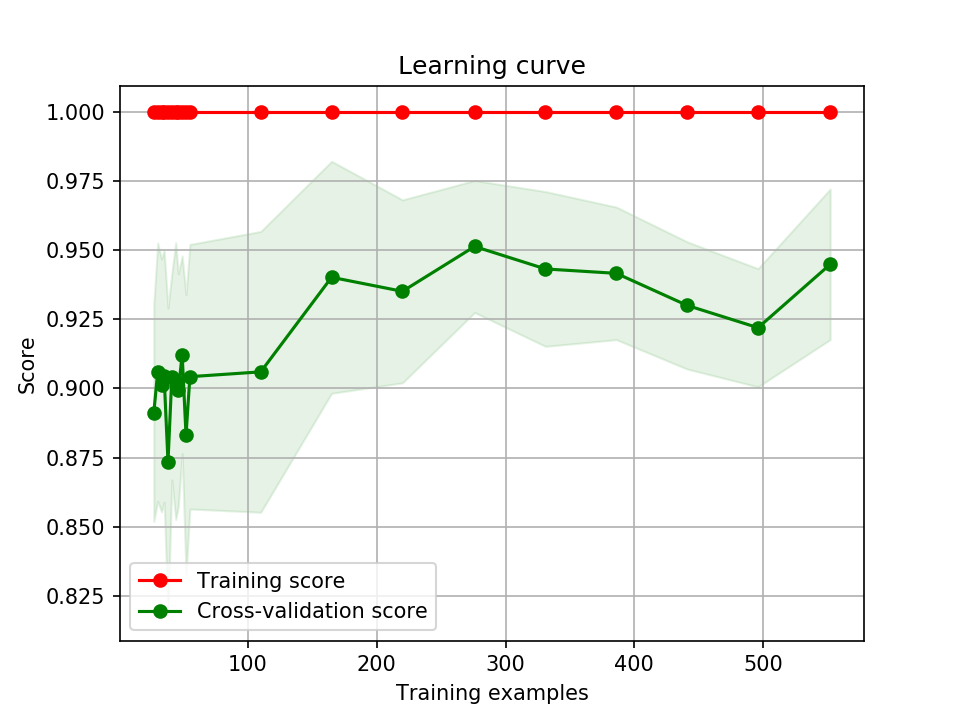 Learning curve
1.000
0.975
0.950
0.925
0.900
0.875
0.850
0.825
Score
Training score
Cross-validation score
100 200 300 400 500
Training examples